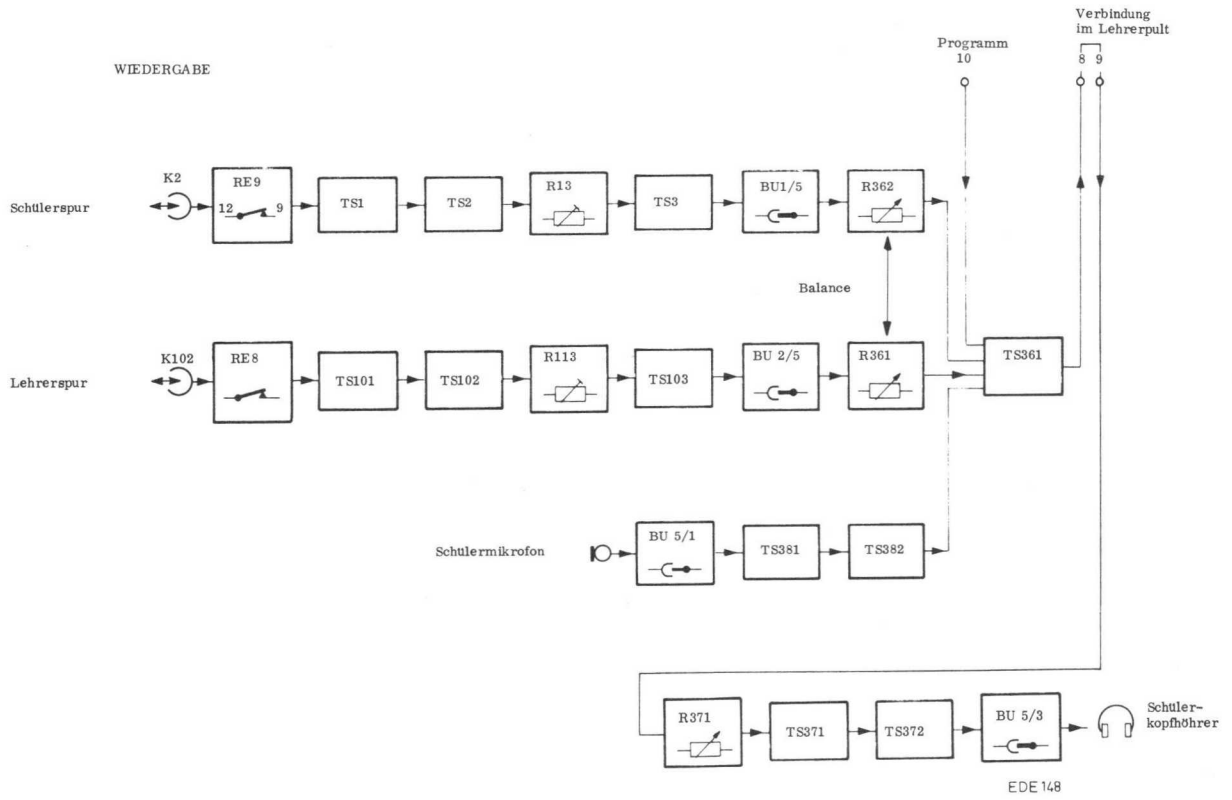 Verbindung
im Lehrerpult
Programm
10
8 9
WIEDERGABE
K2
RE9
12 9
TS1
TS2
R13
TS3
BU1/5
R362
Schülerspur
Balance
K102
RE8
TS101
TS102
R113
TS103
BU 2/5
R361
TS361
Lehrerspur
Schülermikrofon
BU 5/1
TS381
TS382
R371
TS371
TS372
BU 5/3
Schüler-
kopfhöhrer
EDE 148